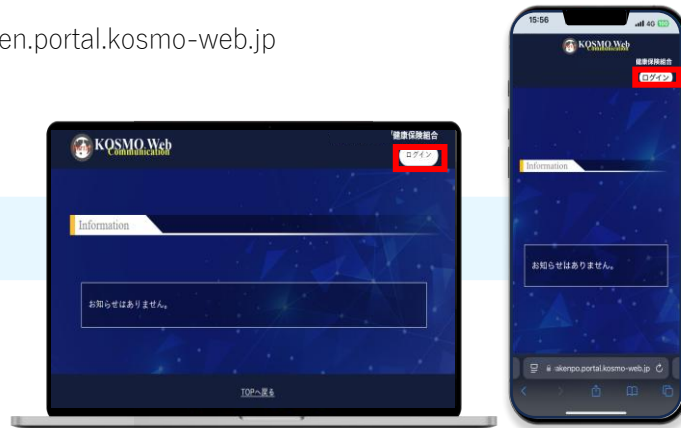 en.portal.kosmo-web.jp
KOSMO Web
Communication
健康保険組合
ログイン
Information
お知らせはありません。
TOPへ戻る
15:56
4G
KOSMO Web
Communication
健康保険組合
ログイン
Information
お知らせはありません。
akenpo.portal.kosmo-web.jp